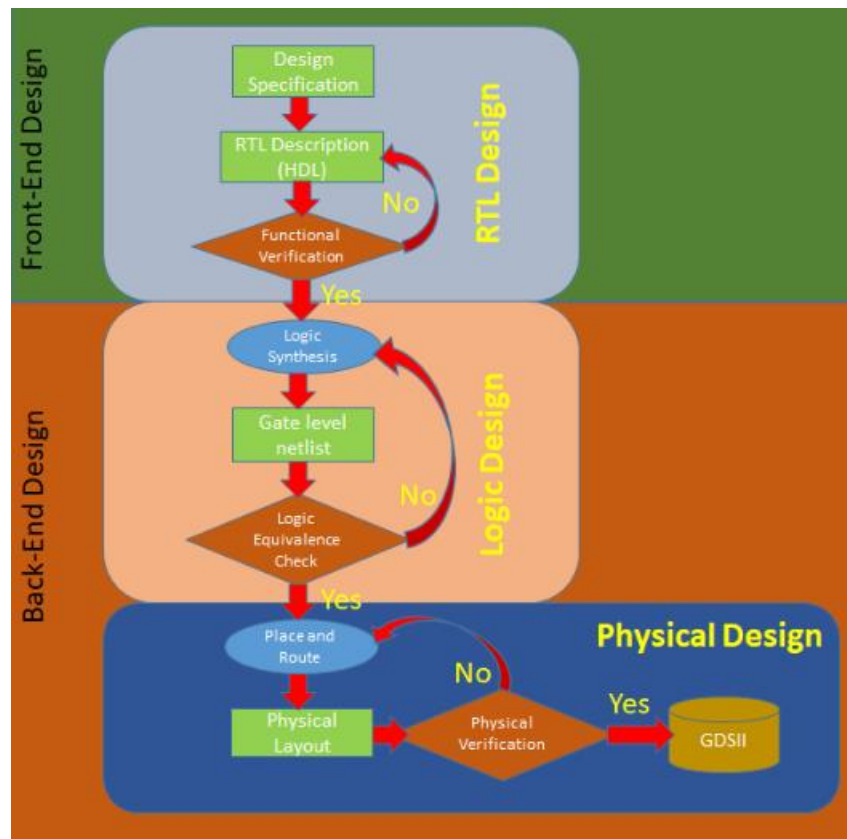 Front-End Design
Design
Specification
RTL Description
(HDL)
No
RTL Design
Functional
Verification
Yes
Back-End Design
Logic
Synthesis
Gate level
netlist
No
Logic Design
Logic
Equivalence
Check
Yes
Physical Design
Place and
Route
No
Physical
Layout
Physical
Verification
Yes
GDSII